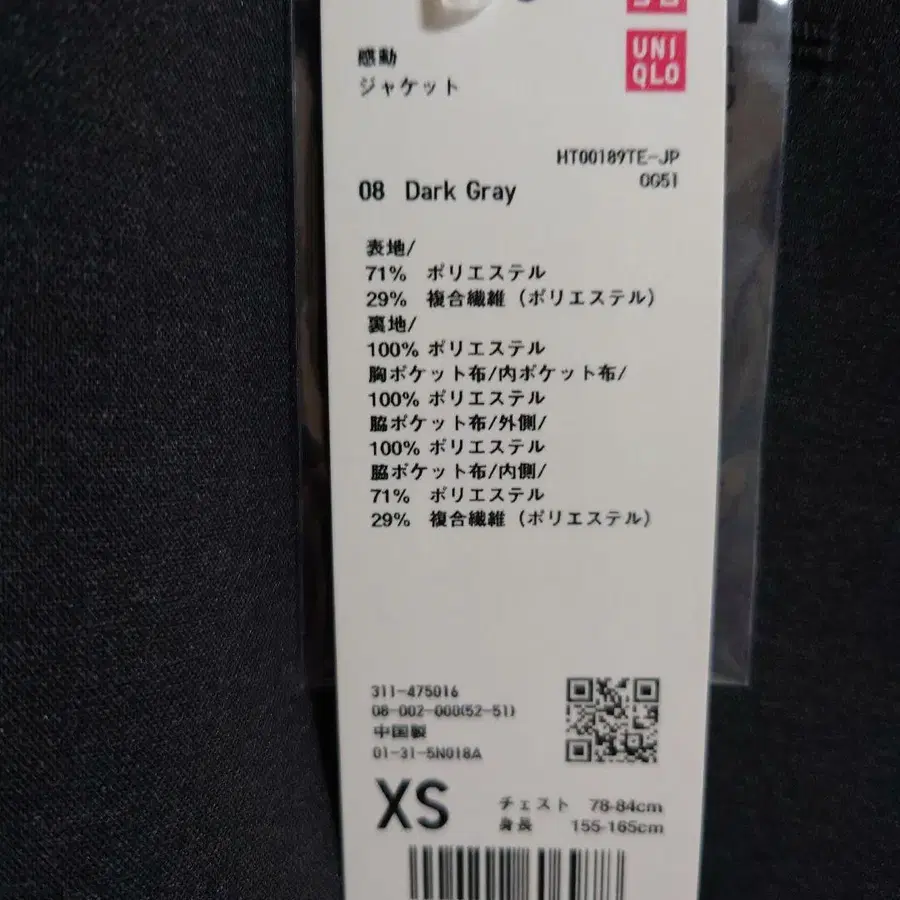 感動
ジャケット
UNI
QLO
HT00189TE-JP
0G51
08 Dark Gray
表地/
71% ポリエステル
29% 複合繊維 (ポリエステル)
裏地/
100% ポリエステル
胸ポケット布/内ポケット布/
100% ポリエステル
脇ポケット布/外側/
100% ポリエステル
脇ポケット布/内側/
71% ポリエステル
29% 複合繊維 (ポリエステル)
311-475016
08-002-000(52-51)
中国製
01-31-5N018A
XS
チェスト 78-84cm
身長 155-165cm